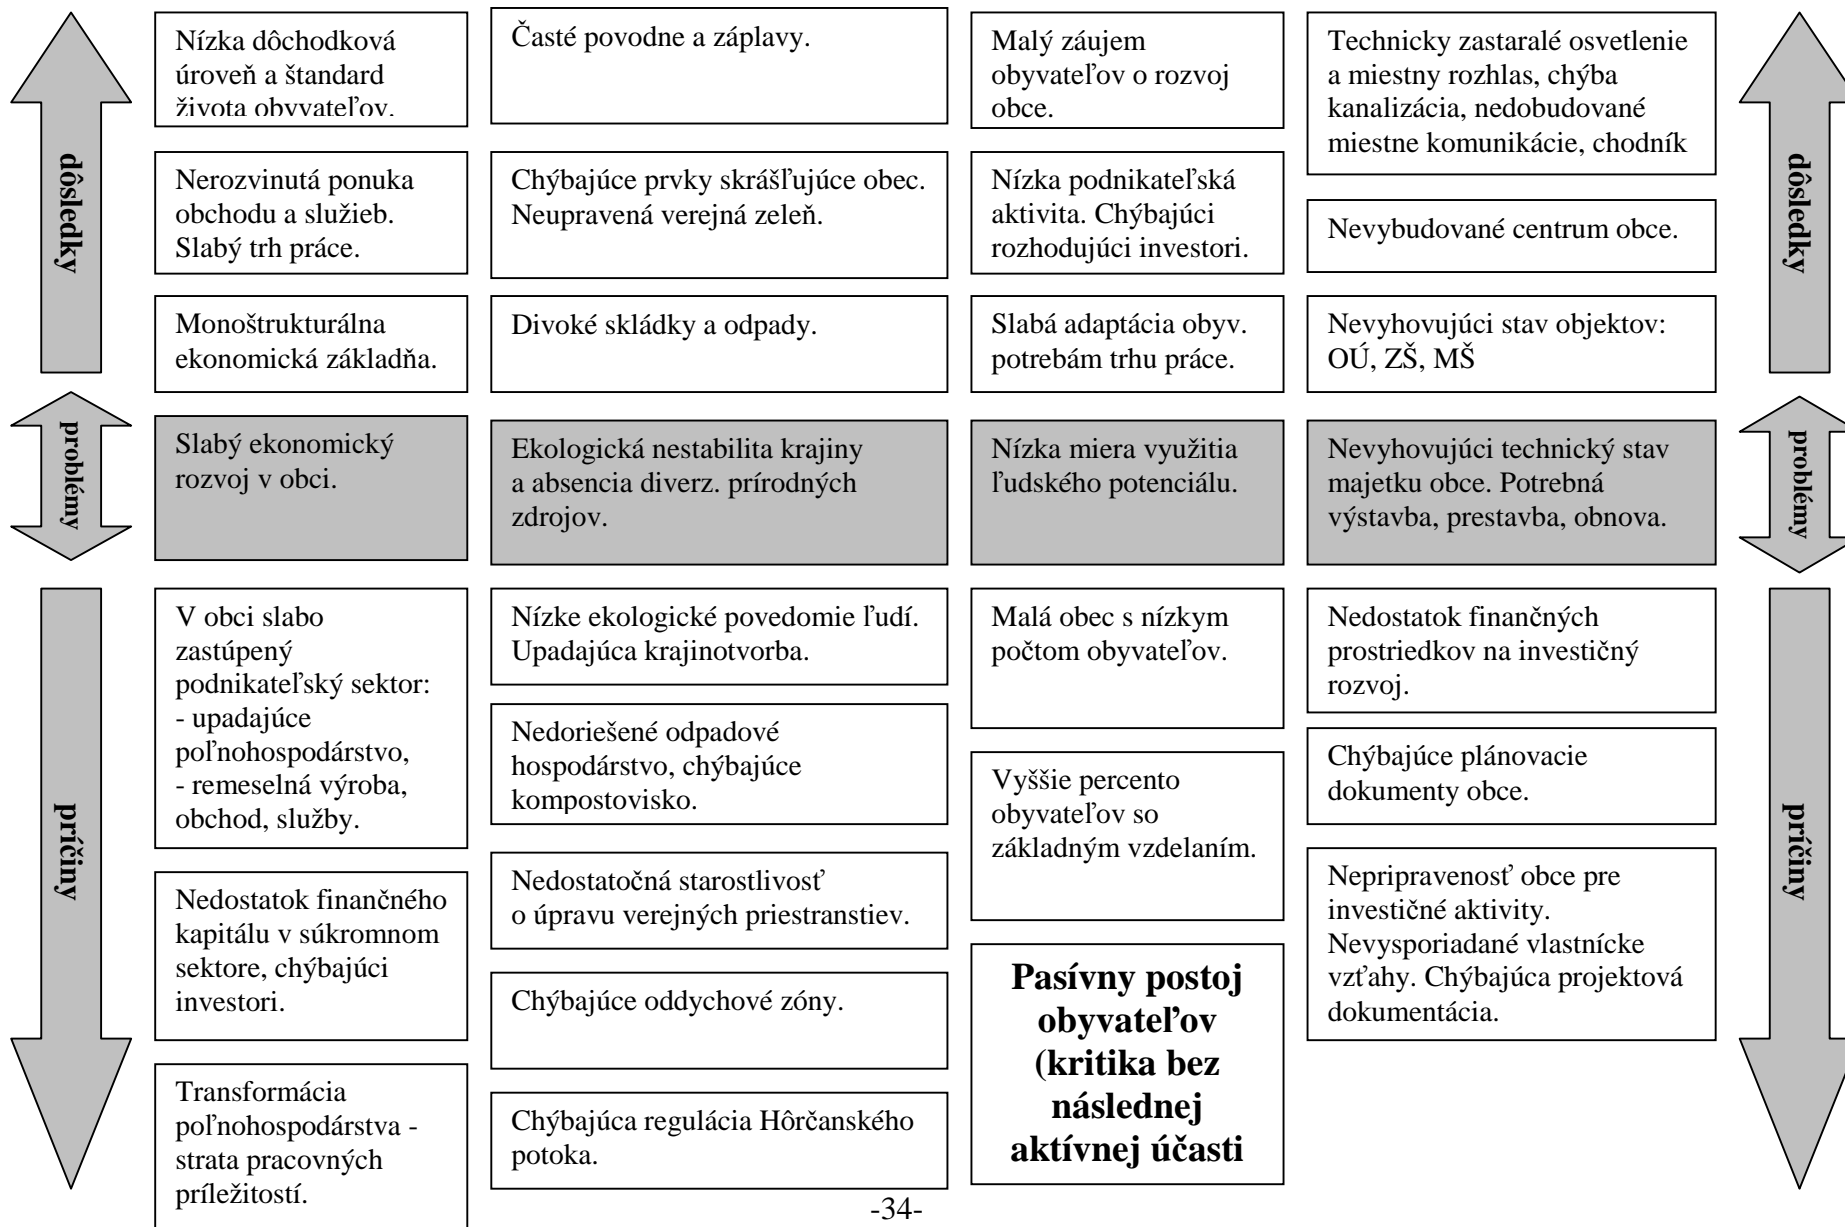 dôsledky
Nízka dôchodková
úroveň a štandard
života obyvateľov.
Časté povodne a záplavy.
Malý záujem
obyvateľov o rozvoj
obce.
Technicky zastaralé osvetlenie
a miestny rozhlas, chýba
kanalizácia, nedobudované
miestne komunikácie, chodník
dôsledky
Nerozvinutá ponuka
obchodu a služieb.
Slabý trh práce.
Chýbajúce prvky skrášľujúce obec.
Neupravená verejná zeleň.
Nízka podnikateľská
aktivita. Chýbajúci
rozhodujúci investori.
Nevybudované centrum obce.
Monoštrukturálna
ekonomická základňa.
Divoké skládky a odpady.
Slabá adaptácia obyv.
potrebám trhu práce.
Nevyhovujúci stav objektov:
OÚ, ZŠ, MŠ
problémy
Slabý ekonomický
rozvoj v obci.
Ekologická nestabilita krajiny
a absencia diverz. prírodných
zdrojov.
Nízka miera využitia
ľudského potenciálu.
Nevyhovujúci technický stav
majetku obce. Potrebná
výstavba, prestavba, obnova.
problémy
príčiny
V obci slabo
zastúpený
podnikateľský sektor:
- upadajúce
poľnohospodárstvo,
- remeselná výroba,
obchod, služby.
Nedostatok finančného
kapitálu v súkromnom
sektore, chýbajúci
investori.
Transformácia
poľnohospodárstva -
strata pracovných
príležitostí.
Nízke ekologické povedomie ľudí.
Upadajúca krajinotvorba.
Nedoriešené odpadové
hospodárstvo, chýbajúce
kompostovisko.
Nedostatočná starostlivosť
o úpravu verejných priestranstiev.
Chýbajúce oddychové zóny.
Chýbajúca regulácia Hôrčanského
potoka.
Malá obec s nízkym
počtom obyvateľov.
Vyššie percento
obyvateľov so
základným vzdelaním.
Pasívny postoj
obyvateľov
(kritika bez
následnej
aktívnej účasti
Nedostatok finančných
prostriedkov na investičný
rozvoj.
Chýbajúce plánovacie
dokumenty obce.
Nepripravenosť obce pre
investičné aktivity.
Nevysporiadané vlastnícke
vzťahy. Chýbajúca projektová
dokumentácia.
príčiny
-34-